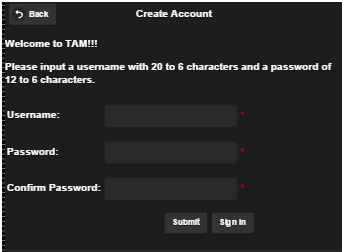 Back
Create Account
Welcome to TAM!!!
Please input a username with 20 to 6 characters and a password of
12 to 6 characters.
Username: *
Password: *
Confirm Password: *
Submit Sign In